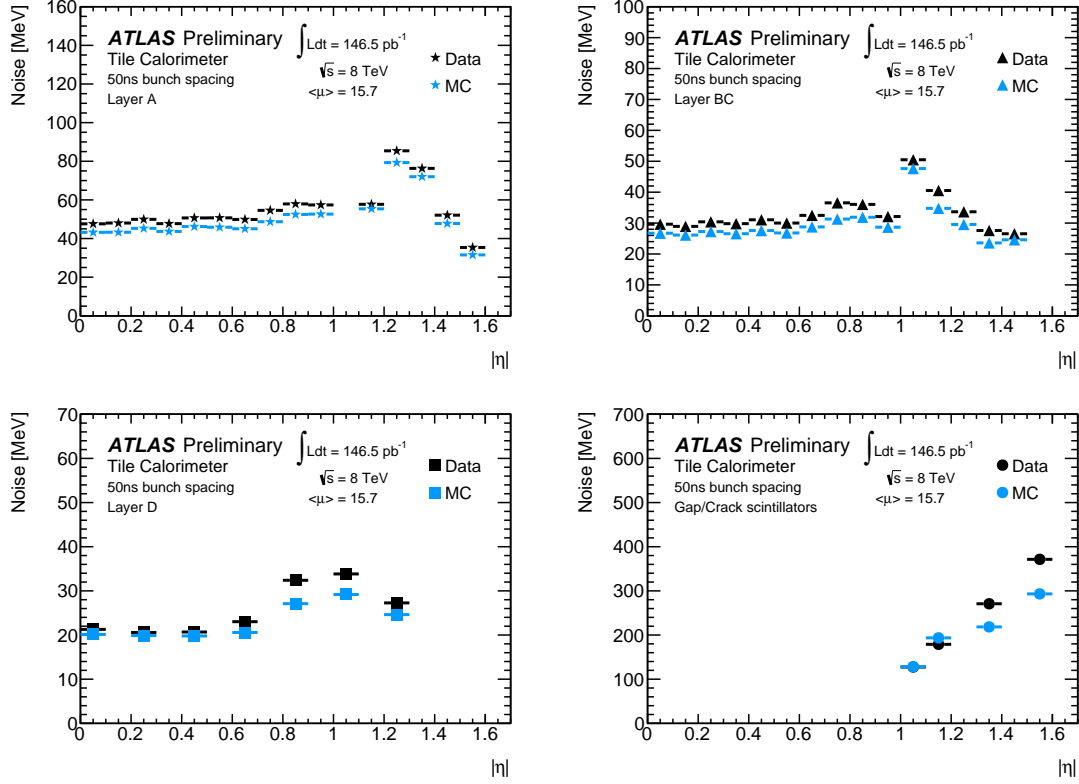 Noise [MeV]
160
140
120
100
80
60
40
20
0
ATLAS Preliminary
Tile Calorimeter
50ns bunch spacing
Layer A
∫ Ldt = 146.5 pb-1
√s = 8 TeV
<μ> = 15.7
Data
MC
0 0.2 0.4 0.6 0.8 1 1.2 1.4 1.6
|η|
Noise [MeV]
100
90
80
70
60
50
40
30
20
10
0
ATLAS Preliminary
Tile Calorimeter
50ns bunch spacing
Layer BC
∫ Ldt = 146.5 pb-1
√s = 8 TeV
<μ> = 15.7
Data
MC
0 0.2 0.4 0.6 0.8 1 1.2 1.4 1.6
|η|
Noise [MeV]
70
60
50
40
30
20
10
0
ATLAS Preliminary
Tile Calorimeter
50ns bunch spacing
Layer D
∫ Ldt = 146.5 pb-1
√s = 8 TeV
<μ> = 15.7
Data
MC
0 0.2 0.4 0.6 0.8 1 1.2 1.4 1.6
|η|
Noise [MeV]
700
600
500
400
300
200
100
0
ATLAS Preliminary
Tile Calorimeter
50ns bunch spacing
Gap/Crack scintillators
∫ Ldt = 146.5 pb-1
√s = 8 TeV
<μ> = 15.7
Data
MC
0 0.2 0.4 0.6 0.8 1 1.2 1.4 1.6
|η|